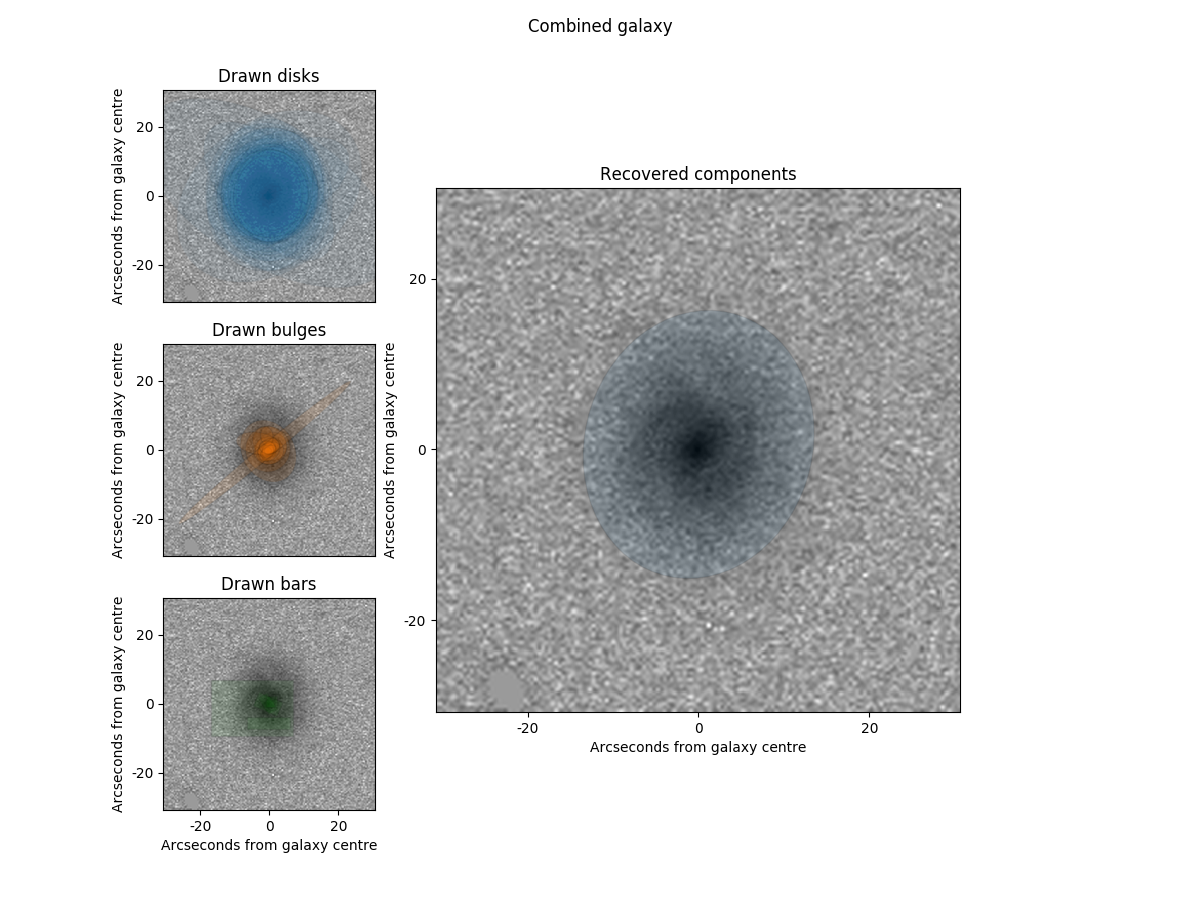 Combined galaxy
Drawn disks
Arcseconds from galaxy centre
20
0
-20
Drawn bulges
Arcseconds from galaxy centre
20
0
-20
Drawn bars
Arcseconds from galaxy centre
20
0
-20
-20 0 20
Arcseconds from galaxy centre
Recovered components
Arcseconds from galaxy centre
20
0
-20
-20 0 20
Arcseconds from galaxy centre